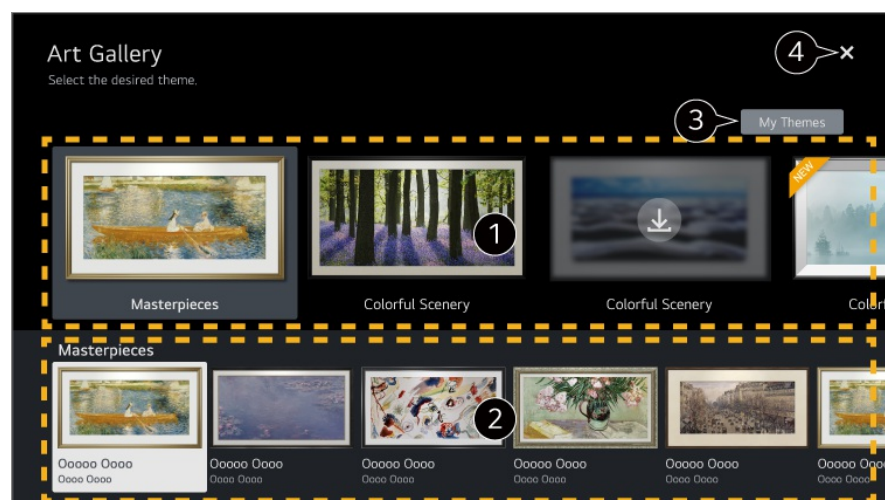 Art Gallery
4
Select the desired theme.
3
My Themes
NEW
1
Masterpieces
Colorful Scenery
Colorful Scenery
Masterpieces
2
Ooooo Oooo
Ooooo Oooo
Ooooo Oooo
Ooooo Oooo
Ooooo Oooo
Oooo Oooo
Oooo Oooo
Oooo Oooo
Oooo Oooo
Oooo Oooo